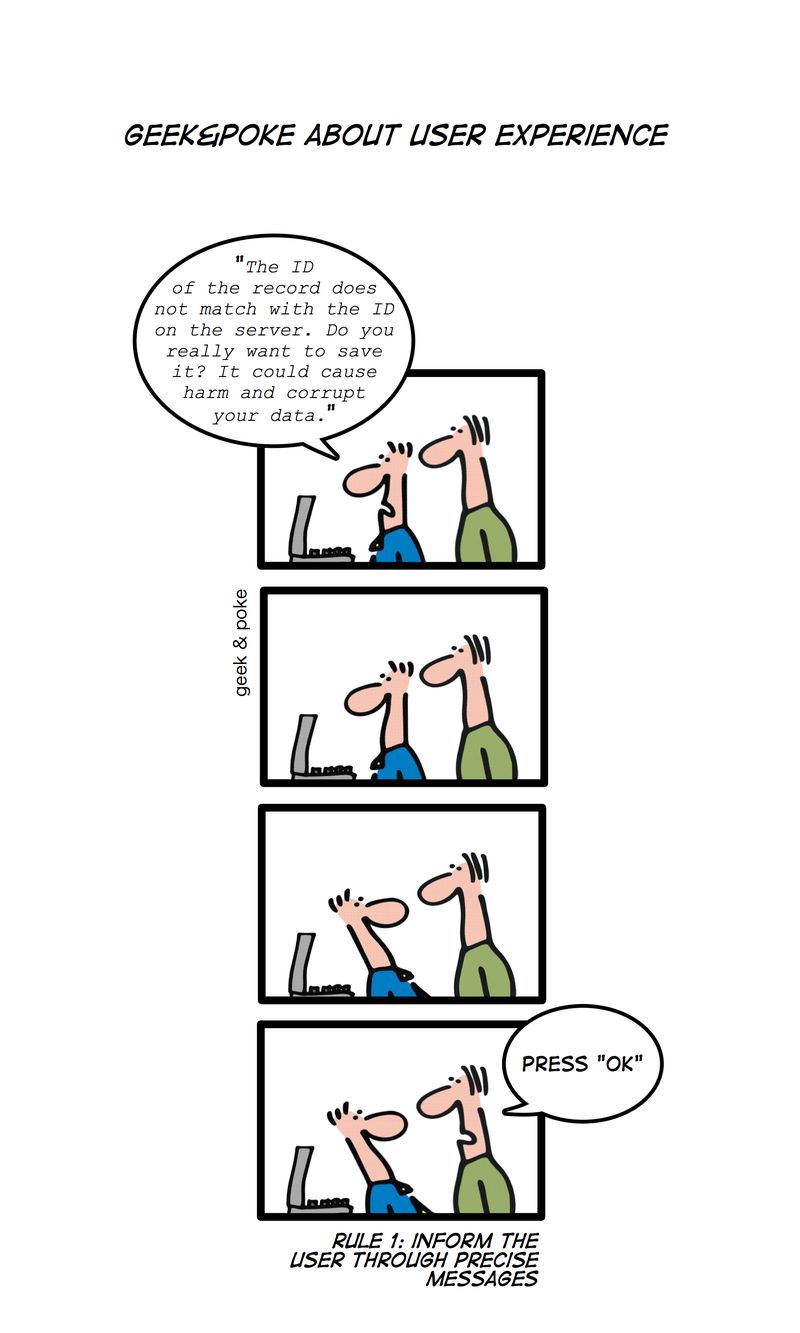 GEEK&POKE ABOUT USER EXPERIENCE
"The ID
of the record does
not match with the ID
on the server. Do you
really want to save
it? It could cause
harm and corrupt
your data."
geek & poke
PRESS "OK"
RULE 1: INFORM THE
USER THROUGH PRECISE
MESSAGES